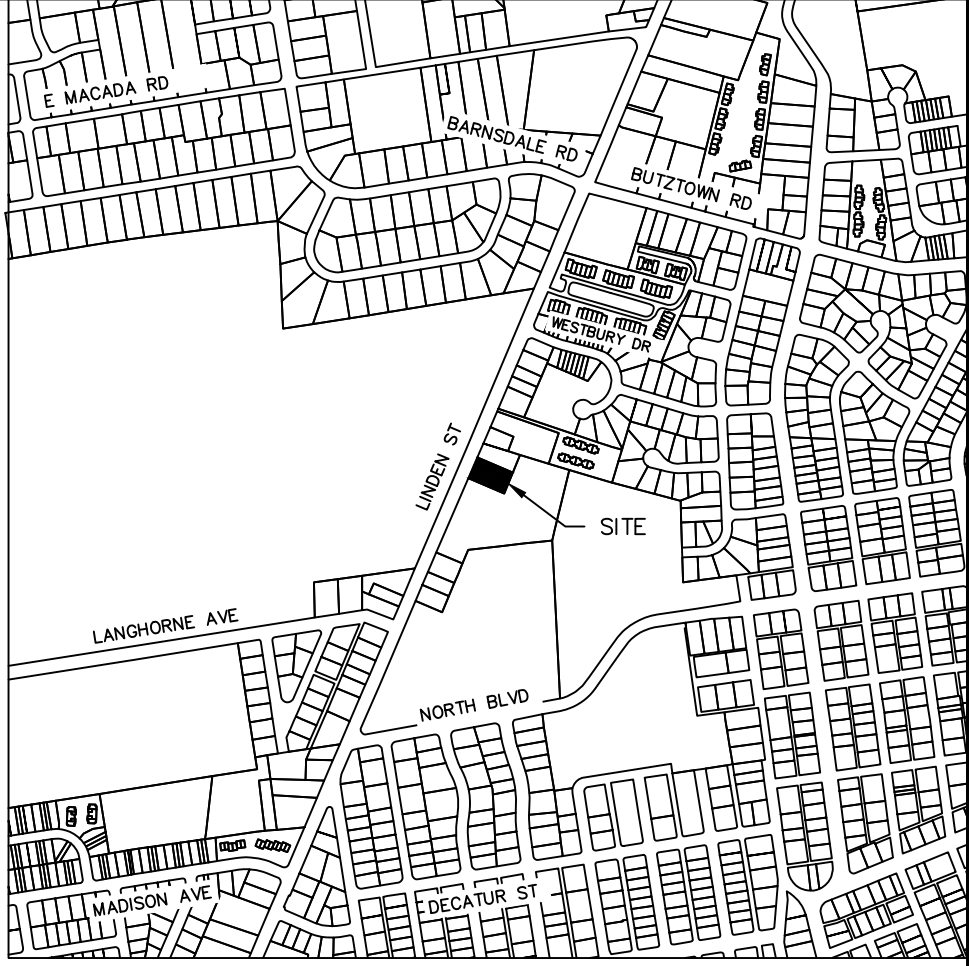 E MACADA RD
BARNSDALE RD
BUTZTOWN RD
WESTBURY DR
LINDEN ST
SITE
LANGHORNE AVE
NORTH BLVD
MADISON AVE
DECATUR ST